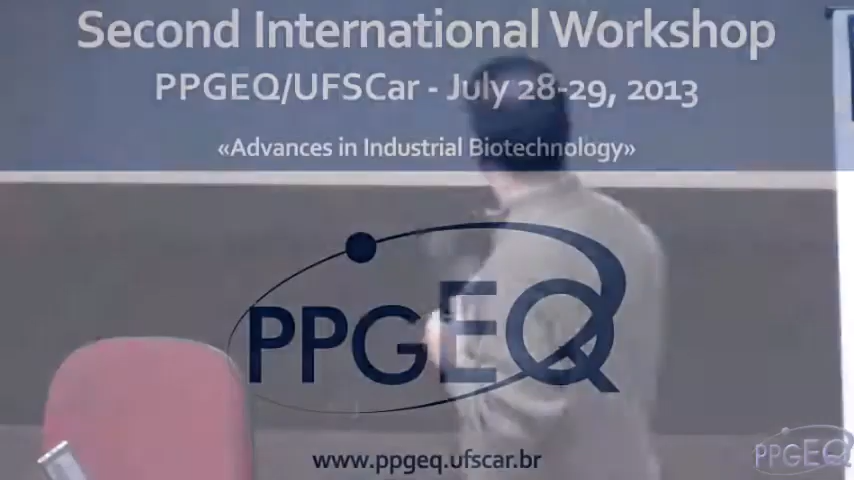 Second International Workshop
PPGEQ/UFSCar - July 28-29, 2013
«Advances in Industrial Biotechnology»
PPGEQ
www.ppgeq.ufscar.br
PPGEQ